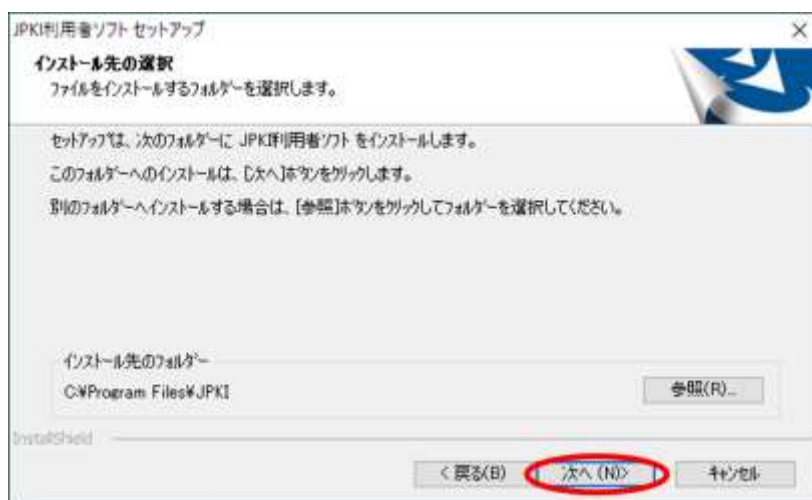 JPKI利用者ソフト セットアップ
インストール先の選択
ファイルをインストールするフォルダーを選択します。
セットアップは、次のフォルダーに JPKI利用者ソフト をインストールします。
このフォルダーへのインストールは、[次へ]ボタンをクリックします。
別のフォルダーへインストールする場合は、[参照]ボタンをクリックしてフォルダーを選択してください。
インストール先のフォルダー
C:¥Program Files¥JPKI
参照(R)...
InstallShield
< 戻る(B)
次へ (N)>
キャンセル